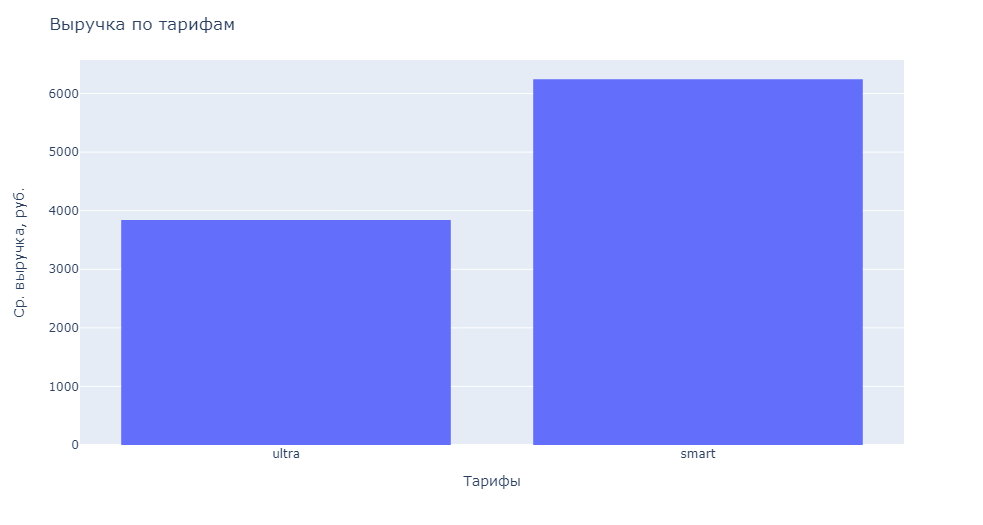 Выручка по тарифам
Ср. выручка, руб.
6000
5000
4000
3000
2000
1000
0
ultra
smart
Тарифы